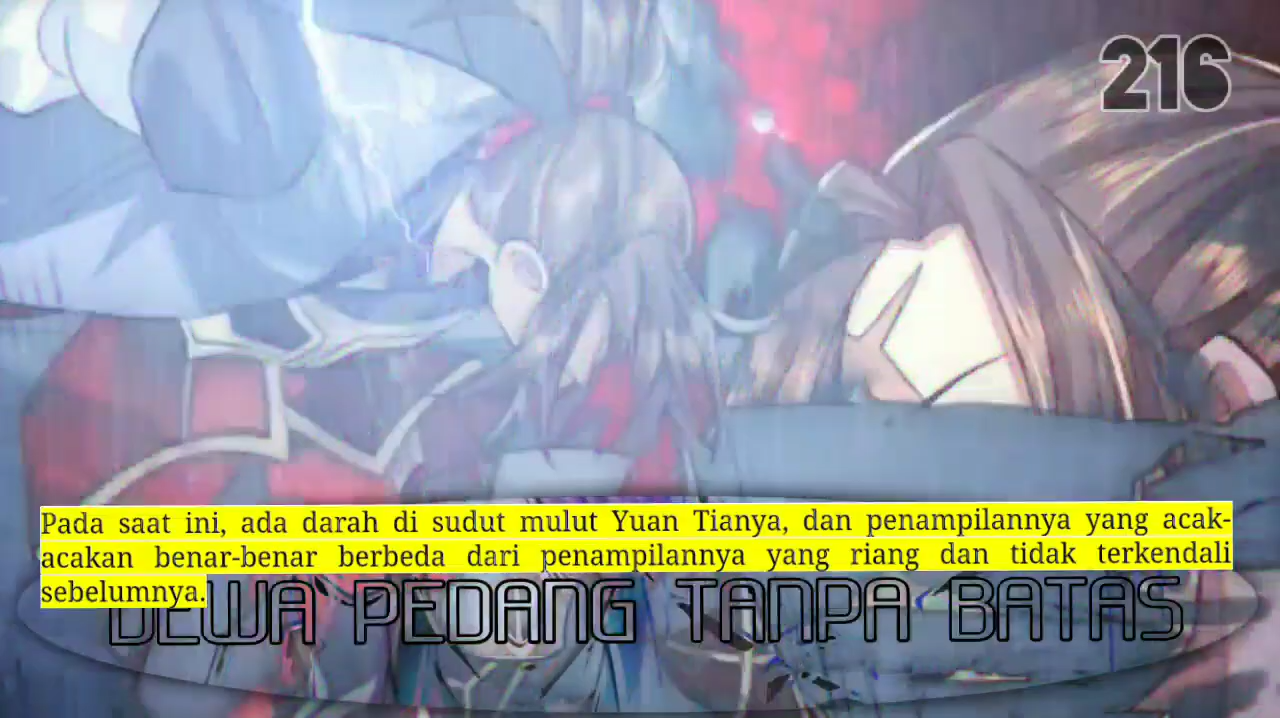 216
Pada saat ini, ada darah di sudut mulut Yuan Tianya, dan penampilannya yang acak-
acakan benar-benar berbeda dari penampilannya yang riang dan tidak terkendali
sebelumnya.
DEWA PEDANG TANPA BATAS